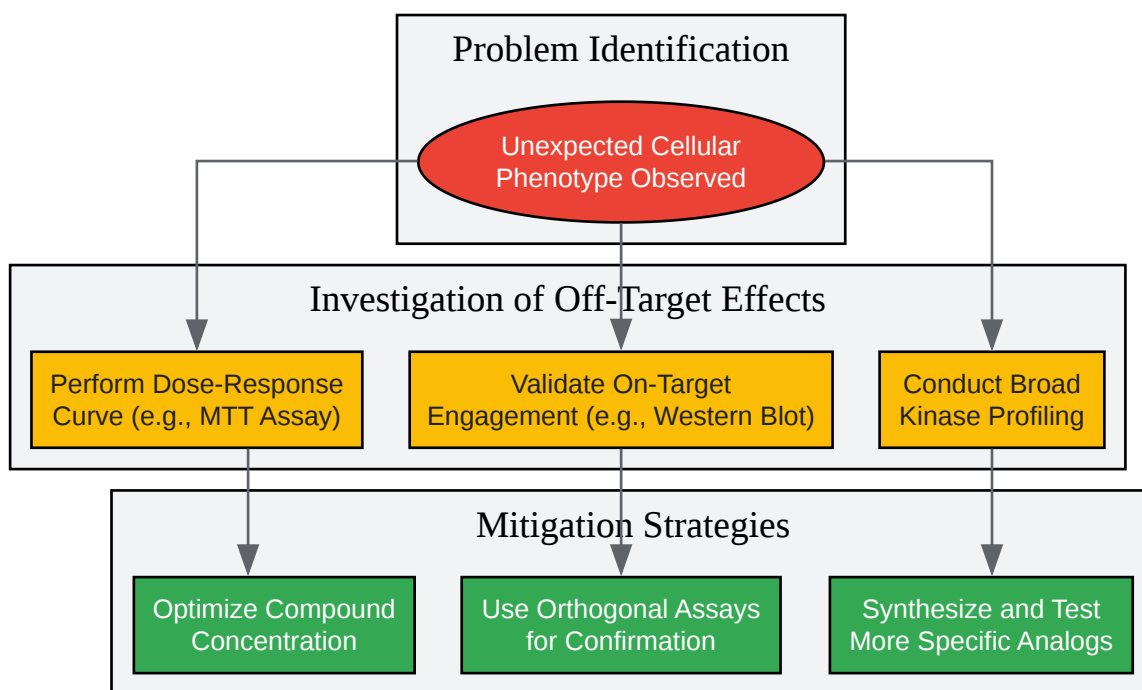 Problem Identification
Unexpected Cellular
Phenotype Observed
Investigation of Off-Target Effects
Perform Dose-Response
Curve (e.g., MTT Assay)
Validate On-Target
Engagement (e.g., Western Blot)
Conduct Broad
Kinase Profiling
Mitigation Strategies
Optimize Compound
Concentration
Use Orthogonal Assays
for Confirmation
Synthesize and Test
More Specific Analogs